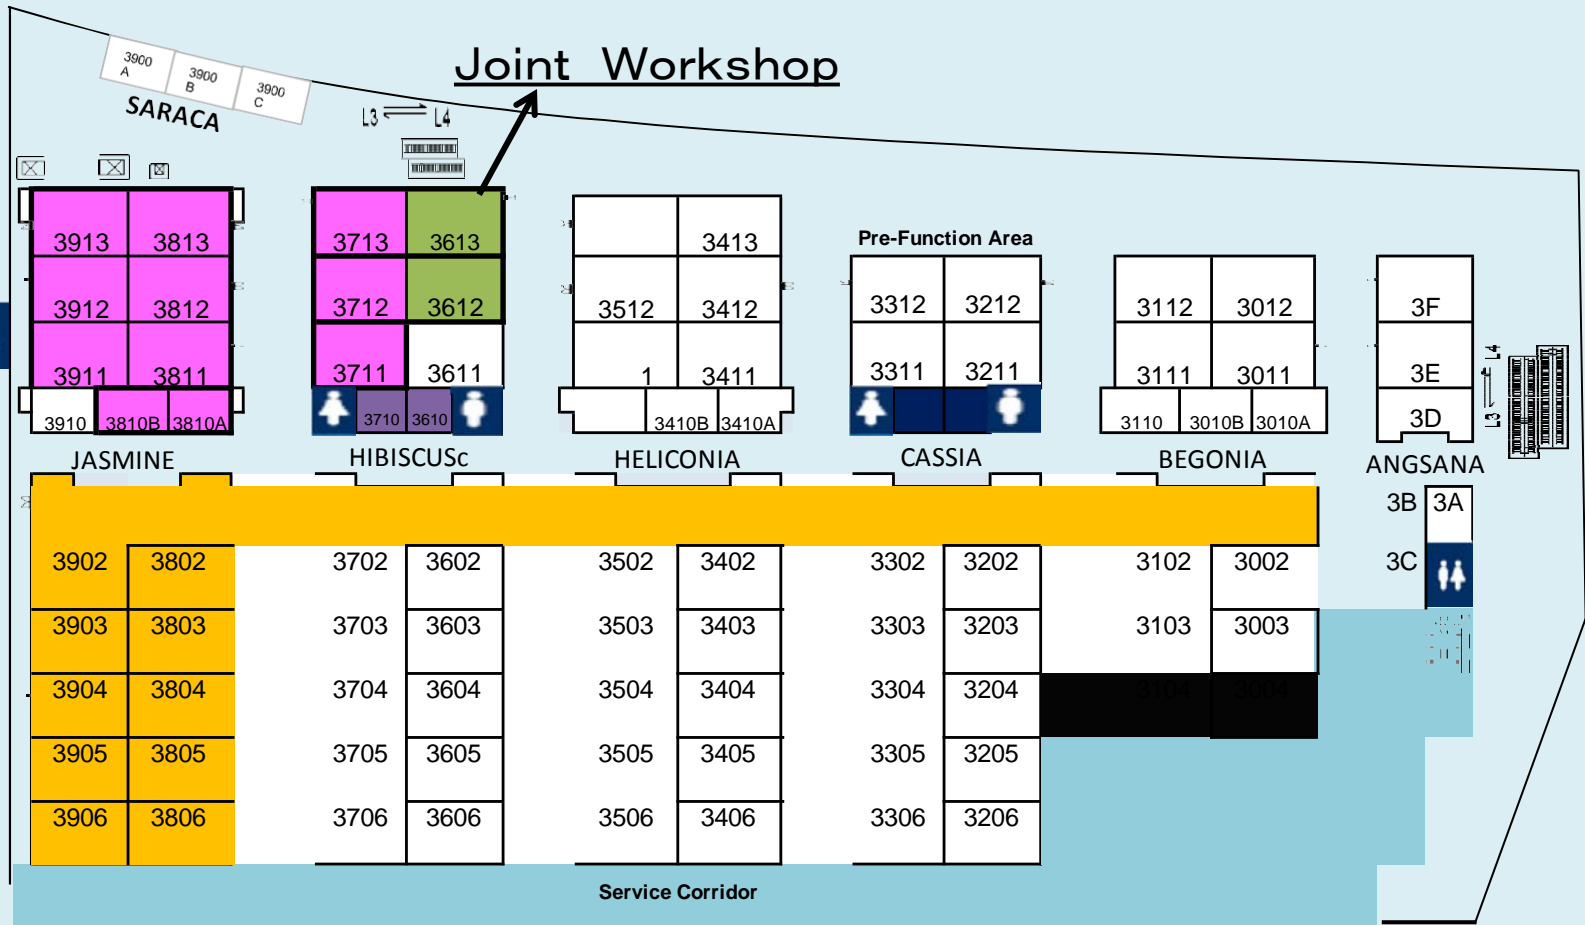 Joint Workshop
3900 A
3900 B
3900 C
SARACA
L3 L4
Pre-Function Area
3913 3813 3713 3613 3413
3912 3812 3712 3612 3512 3412 3312 3212 3112 3012 3F
3911 3811 3711 3611 1 3411 3311 3211 3111 3011 3E
3910 3810B 3810A 3710 3610 3410B 3410A 3110 3010B 3010A 3D
L3 L4
JASMINE HIBISCUSc HELICONIA CASSIA BEGONIA ANGSANA
3B 3A
3902 3802 3702 3602 3502 3402 3302 3202 3102 3002 3C
3903 3803 3703 3603 3503 3403 3303 3203 3103 3003
3904 3804 3704 3604 3504 3404 3304 3204 3104 3004
3905 3805 3705 3605 3505 3405 3305 3205
3906 3806 3706 3606 3506 3406 3306 3206
Service Corridor